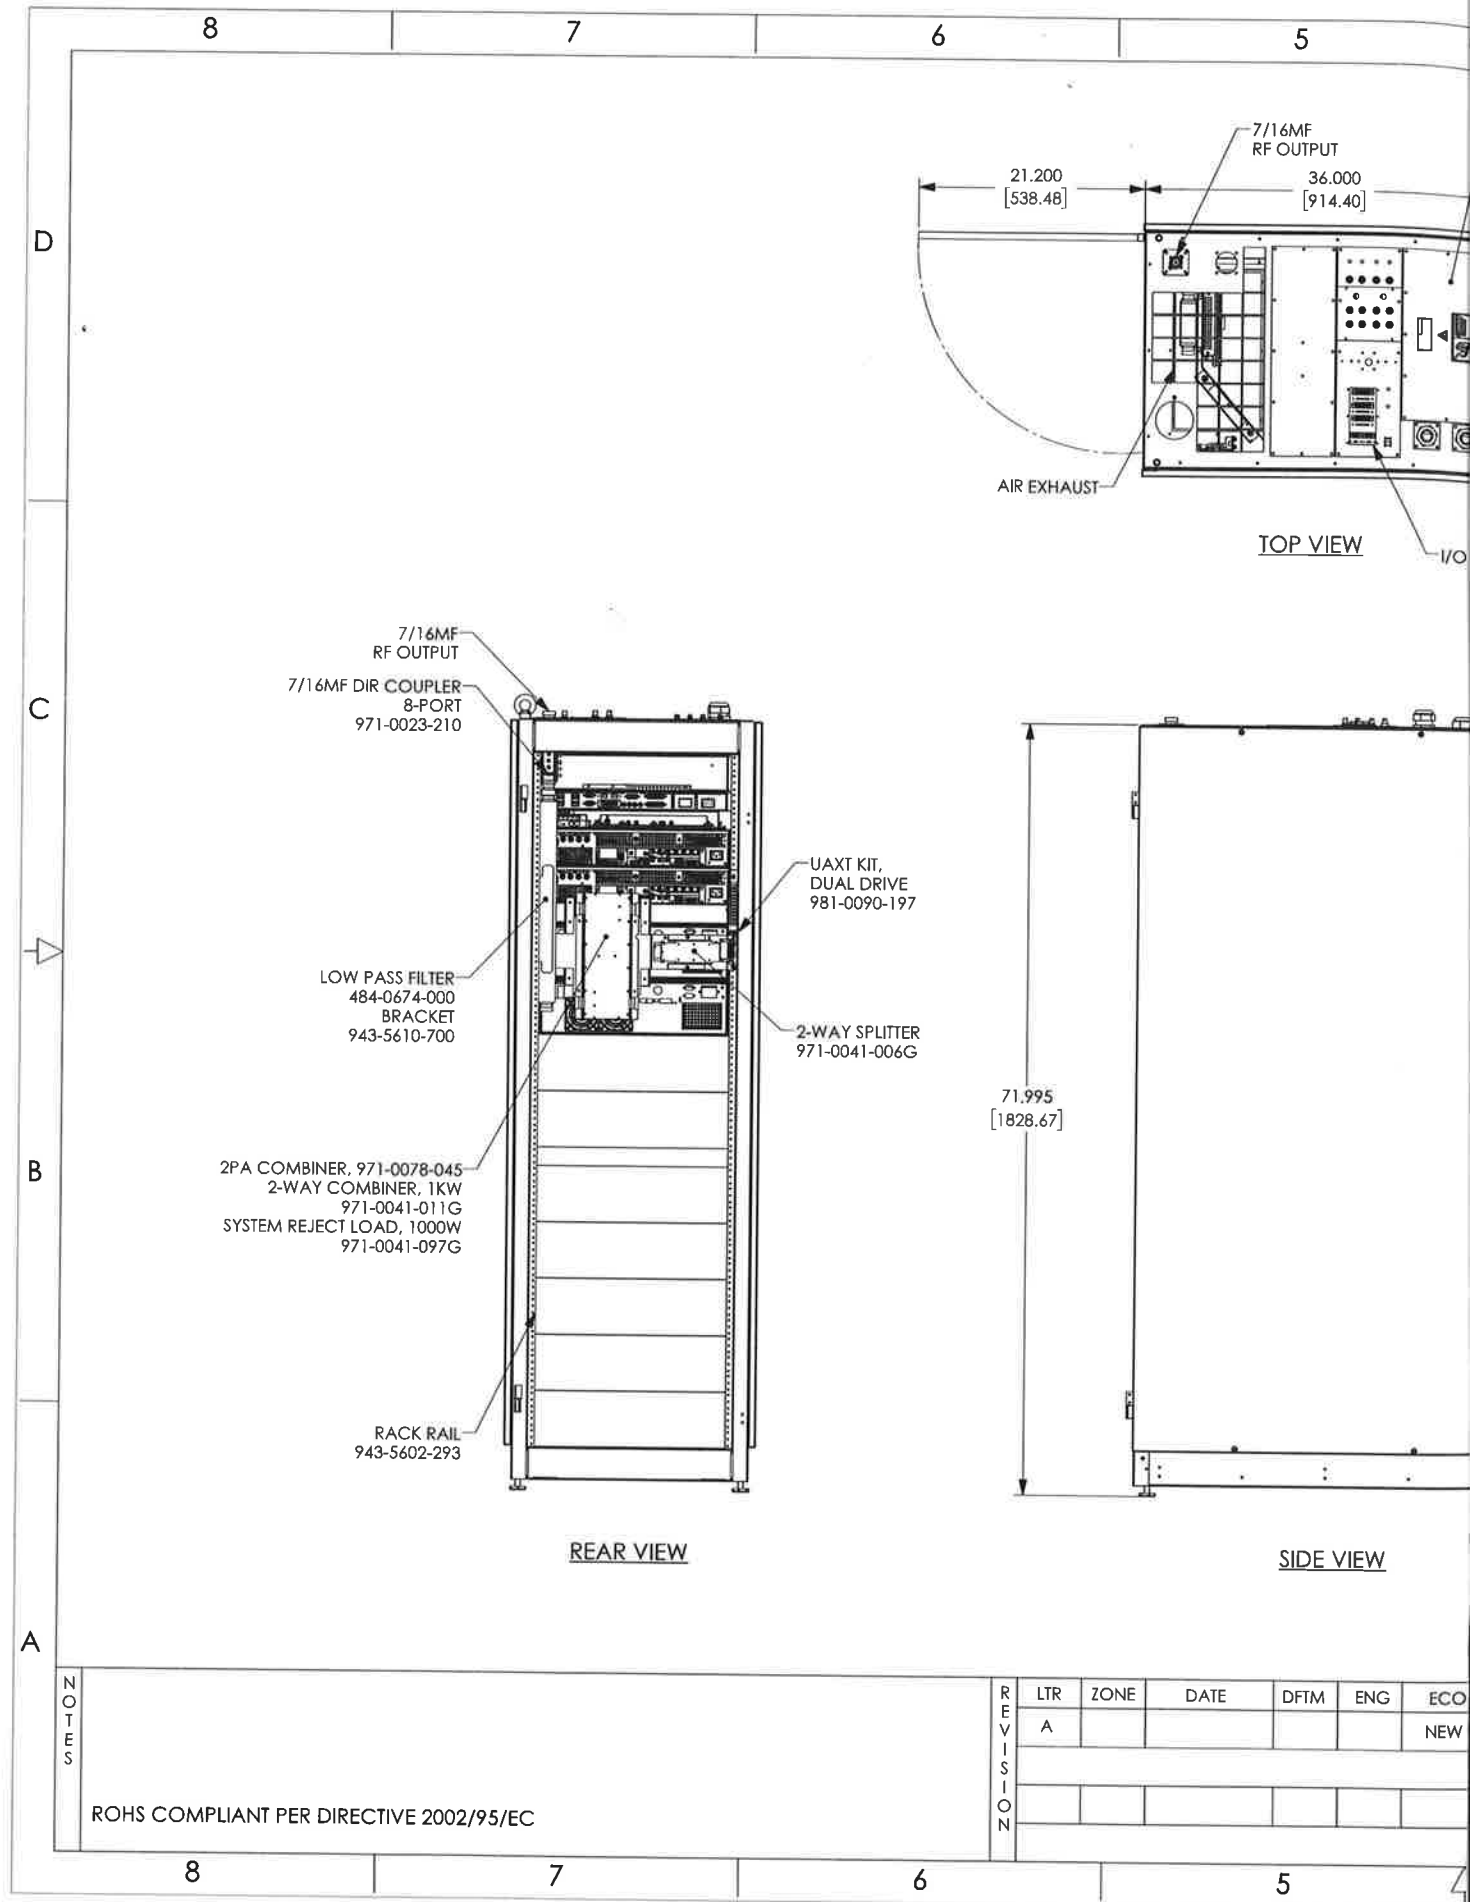 8
7
6
5
D
C
B
A
7/16MF
RF OUTPUT
21.200
[538.48]
36.000
[914.40]
AIR EXHAUST
TOP VIEW
I/O
7/16MF
RF OUTPUT
7/16MF DIR COUPLER
8-PORT
971-0023-210
UAXT KIT,
DUAL DRIVE
981-0090-197
LOW PASS FILTER
484-0674-000
BRACKET
943-5610-700
2-WAY SPLITTER
971-0041-006G
71.995
[1828.67]
2PA COMBINER, 971-0078-045
2-WAY COMBINER, 1KW
971-0041-011G
SYSTEM REJECT LOAD, 1000W
971-0041-097G
RACK RAIL
943-5602-293
REAR VIEW
SIDE VIEW
NOTES
ROHS COMPLIANT PER DIRECTIVE 2002/95/EC
REVISION
LTR ZONE DATE DFTM ENG ECO
A NEW
8
7
6
5